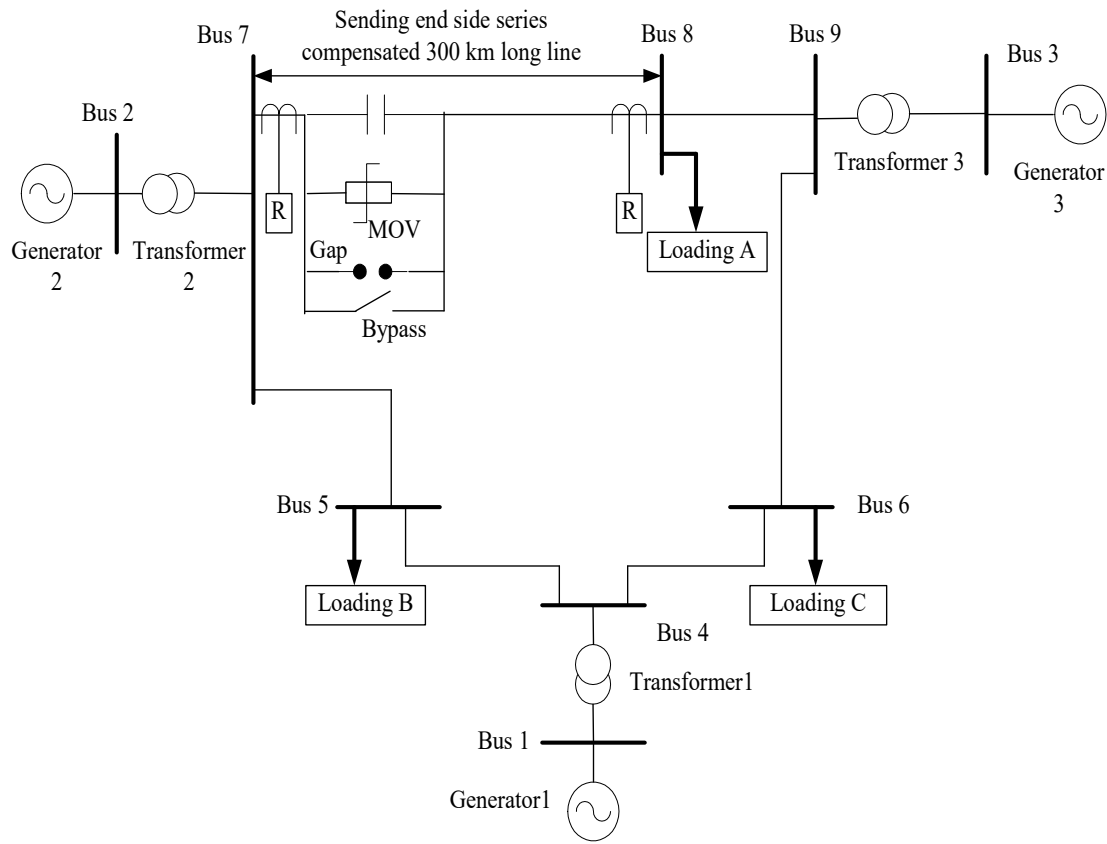 Sending end side series
compensated 300 km long line
Bus 7
Bus 8
Bus 9
Bus 3
Bus 2
Transformer 3
Generator
3
R
R
MOV
Loading A
Generator
2
Transformer
2
Gap
Bypass
Bus 5
Bus 6
Loading B
Loading C
Bus 4
Transformer1
Bus 1
Generator1